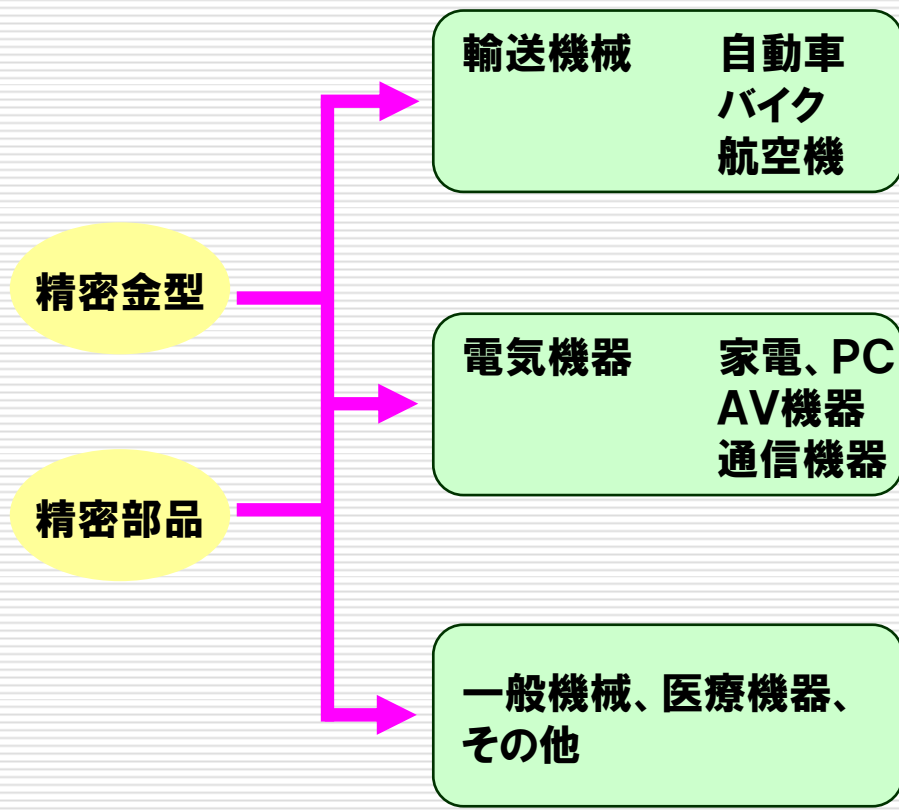 精密金型
精密部品
輸送機械 自動車
バイク
航空機
電気機器 家電、PC
AV機器
通信機器
一般機械、医療機器、
その他